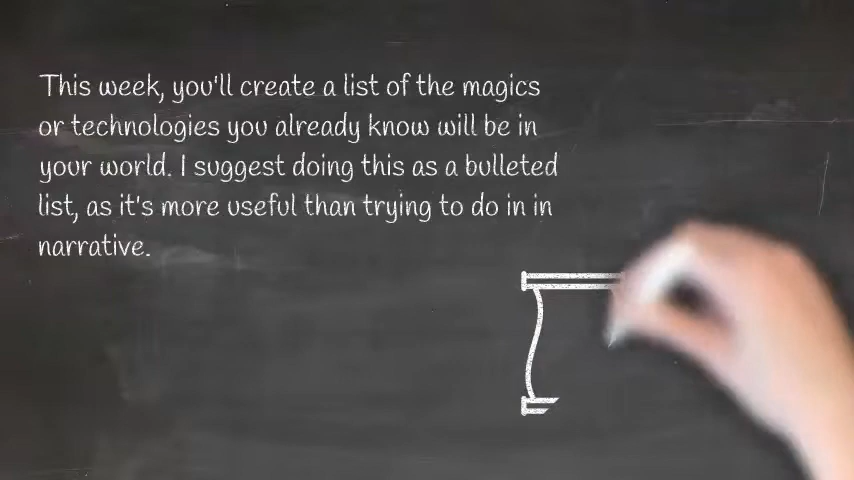 This week, you'll create a list of the magics
or technologies you already know will be in
your world. I suggest doing this as a bulleted
list, as it's more useful than trying to do in in
narrative.